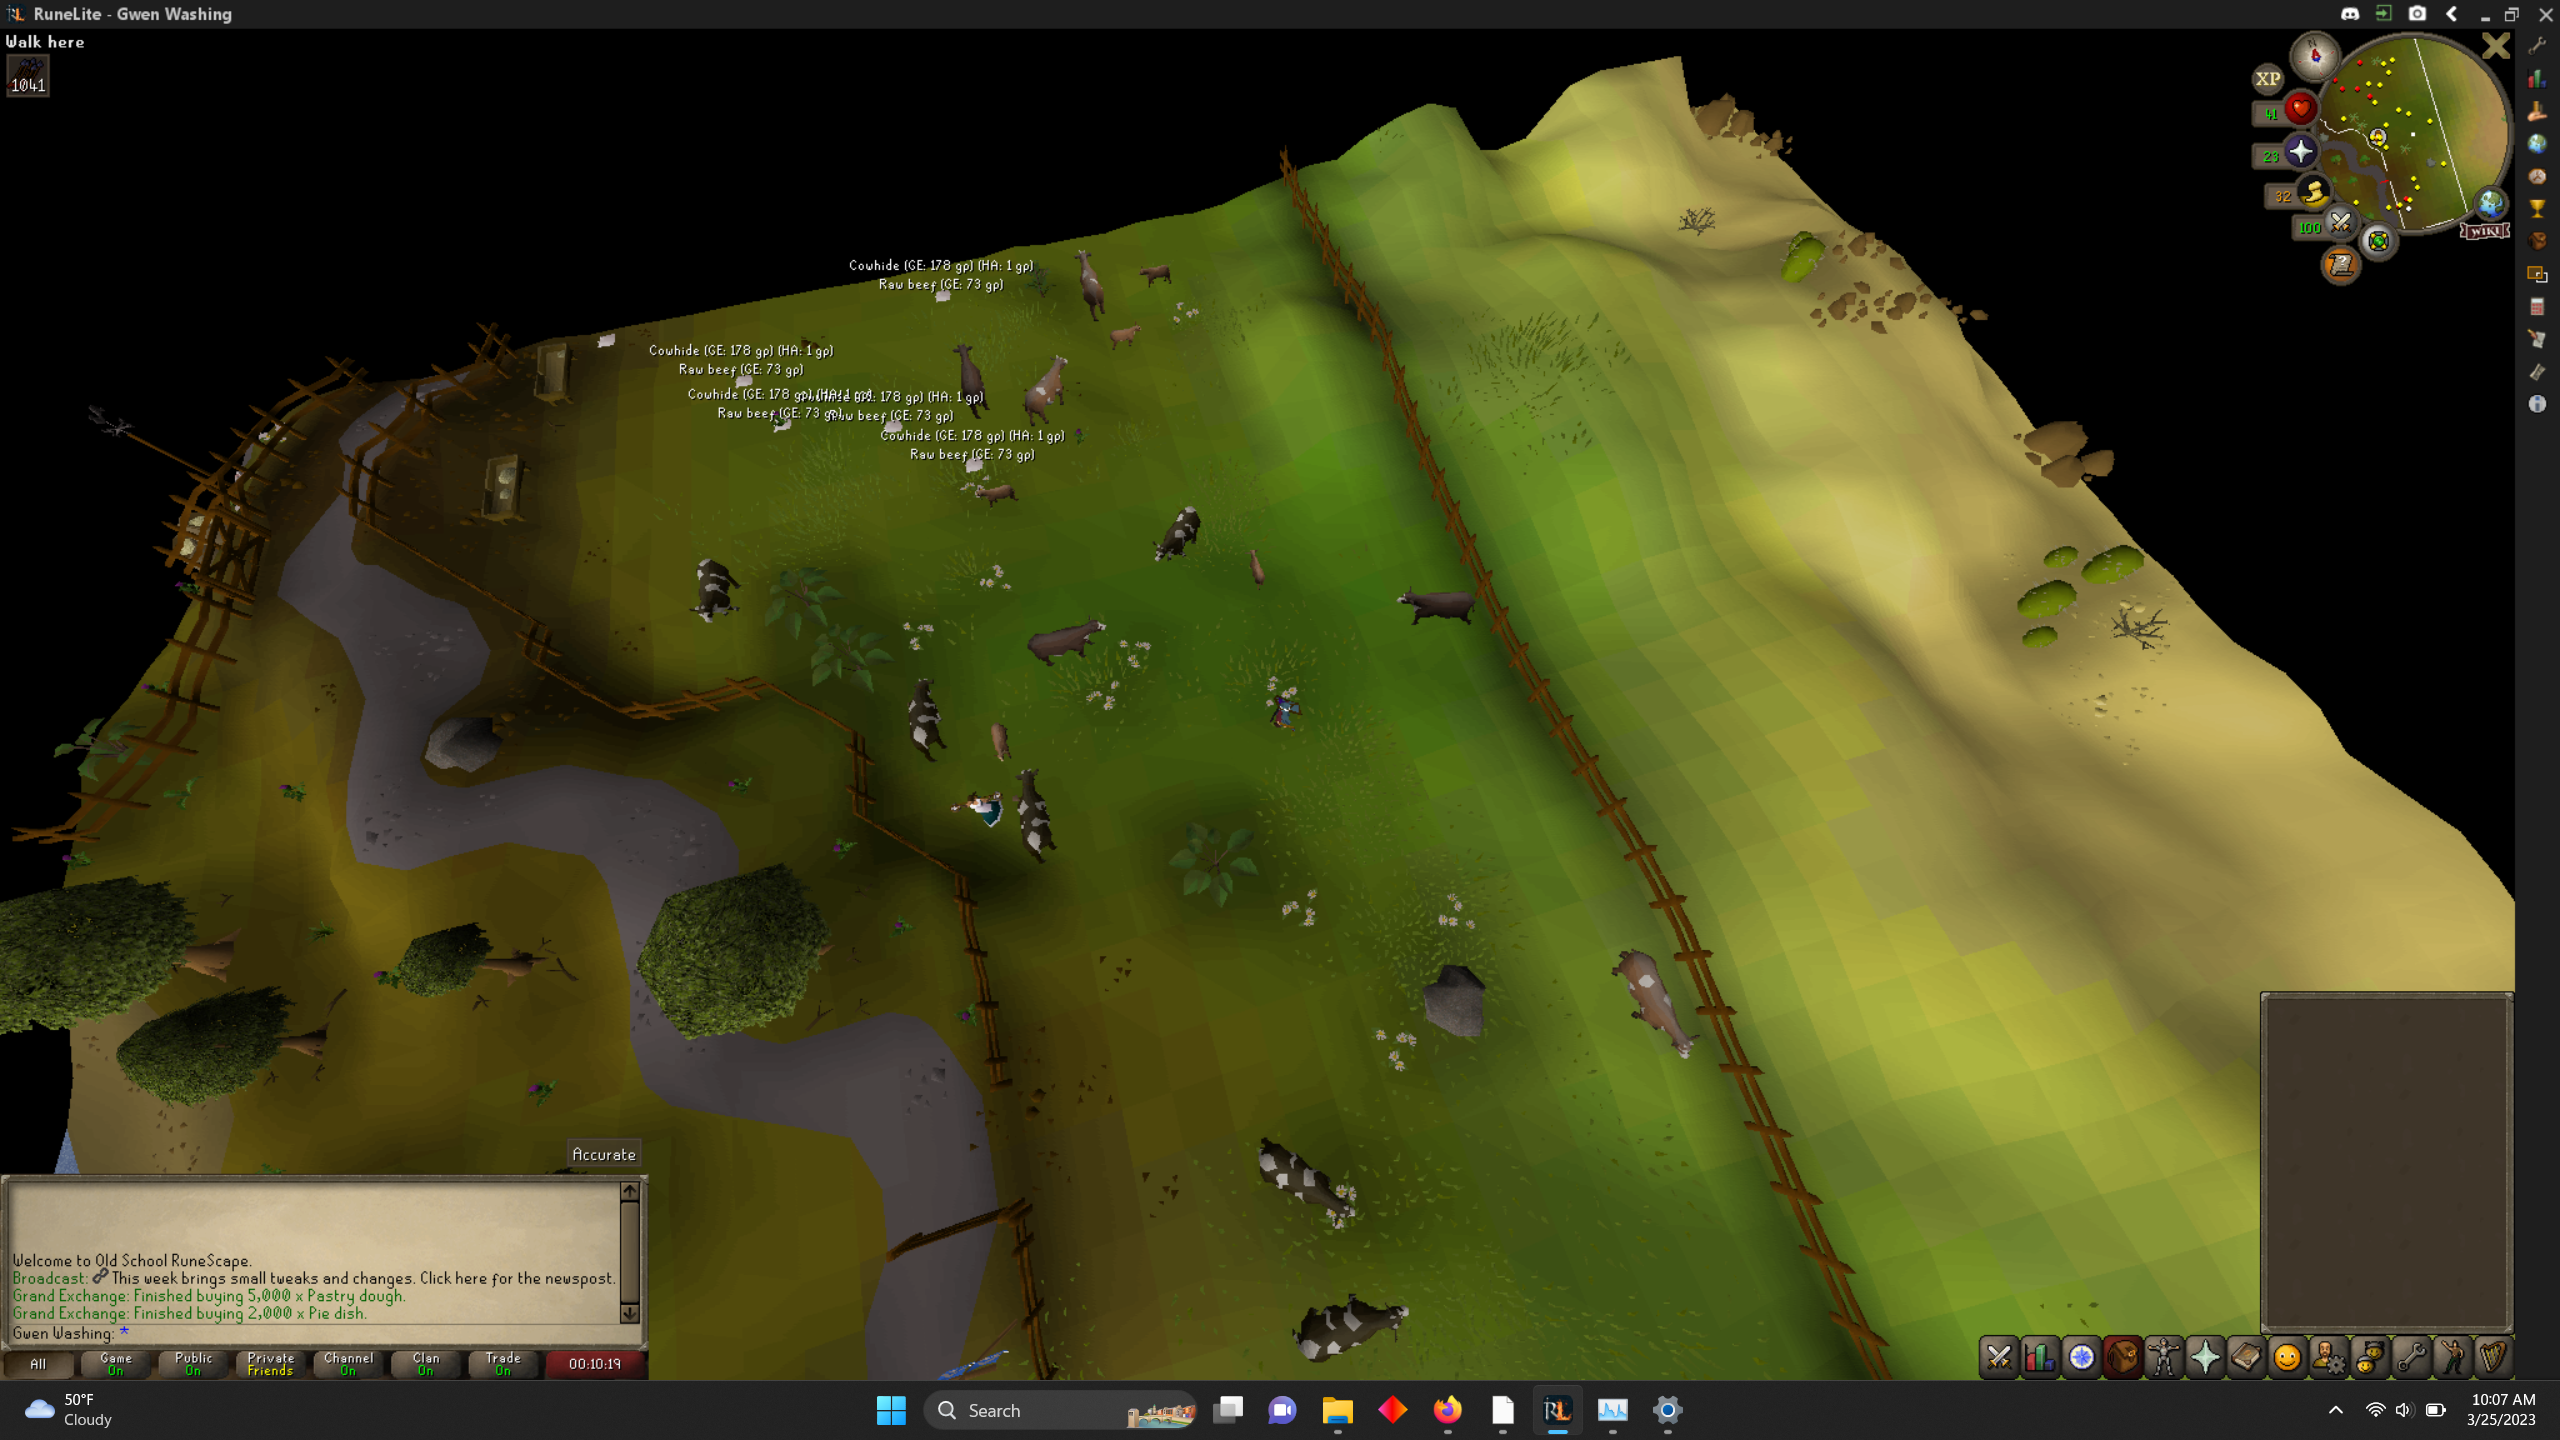 RuneLite - Gwen Washing
Walk here
1041
XP
41
23
32
100
WIKI
N
Cowhide (GE: 178 gp) (HA: 1 gp)
Raw beef (GE: 73 gp)
Cowhide (GE: 178 gp) (HA: 1 gp)
Raw beef (GE: 73 gp)
Cowhide (GE: 178 gp) (HA: 1 gp)
178 gp) (HA: 1 gp)
Raw beef (GE: 73 gp)
Raw beef (GE: 73 gp)
Cowhide (GE: 178 gp) (HA: 1 gp)
Raw beef (GE: 73 gp)
Accurate
Welcome to Old School RuneScape.
Broadcast: This week brings small tweaks and changes. Click here for the newspost.
Grand Exchange: Finished buying 5,000 x Pastry dough.
Grand Exchange: Finished buying 2,000 x Pie dish.
Gwen Washing: *
All
Game
On
Public
On
Private
Friends
Channel
On
Clan
On
Trade
On
00:10:19
50°F
Cloudy
Search
RL
10:07 AM
3/25/2023